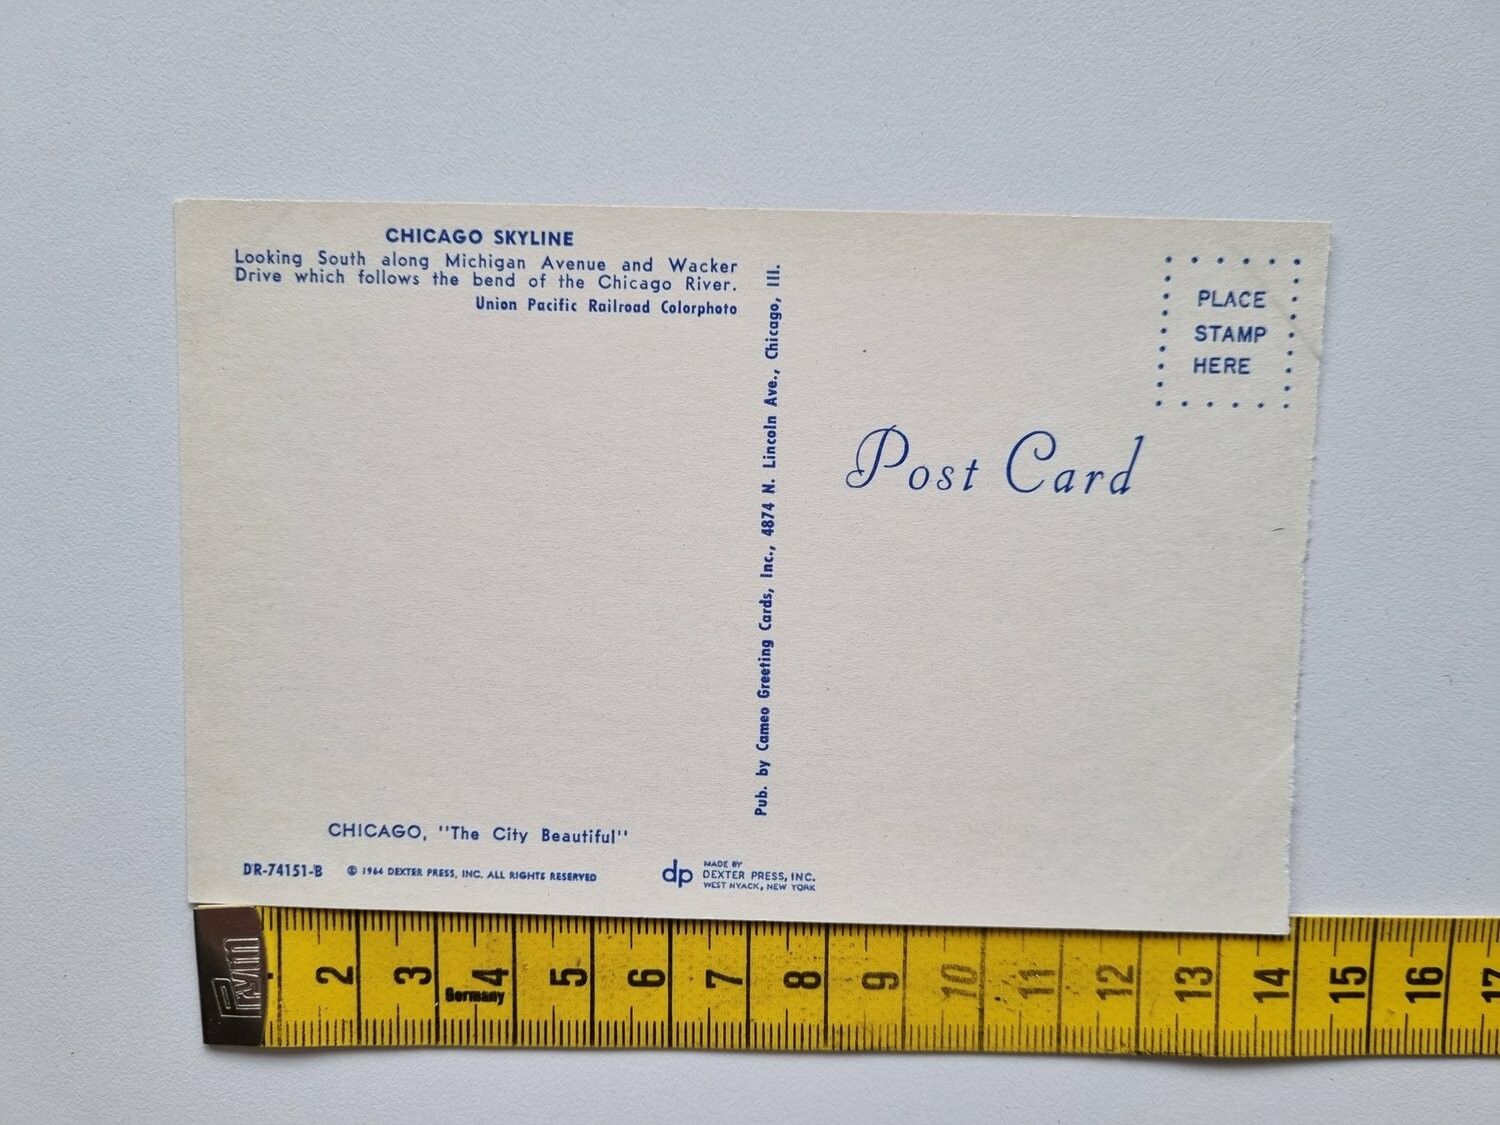 CHICAGO SKYLINE
Looking South along Michigan Avenue and Wacker
Drive which follows the bend of the Chicago River.
Union Pacific Railroad Colorphoto
Pub. by Cameo Greeting Cards, Inc., 4874 N. Lincoln Ave., Chicago, Ill.
PLACE
STAMP
HERE
Post Card
CHICAGO, "The City Beautiful"
DR-74151-B
© 1964 DEXTER PRESS, INC. ALL RIGHTS RESERVED
dp
MADE BY
DEXTER PRESS, INC.
WEST NYACK, NEW YORK
Prym
2 3 4 5 6 7 8 9 10 11 12 13 14 15 16 17
Germany